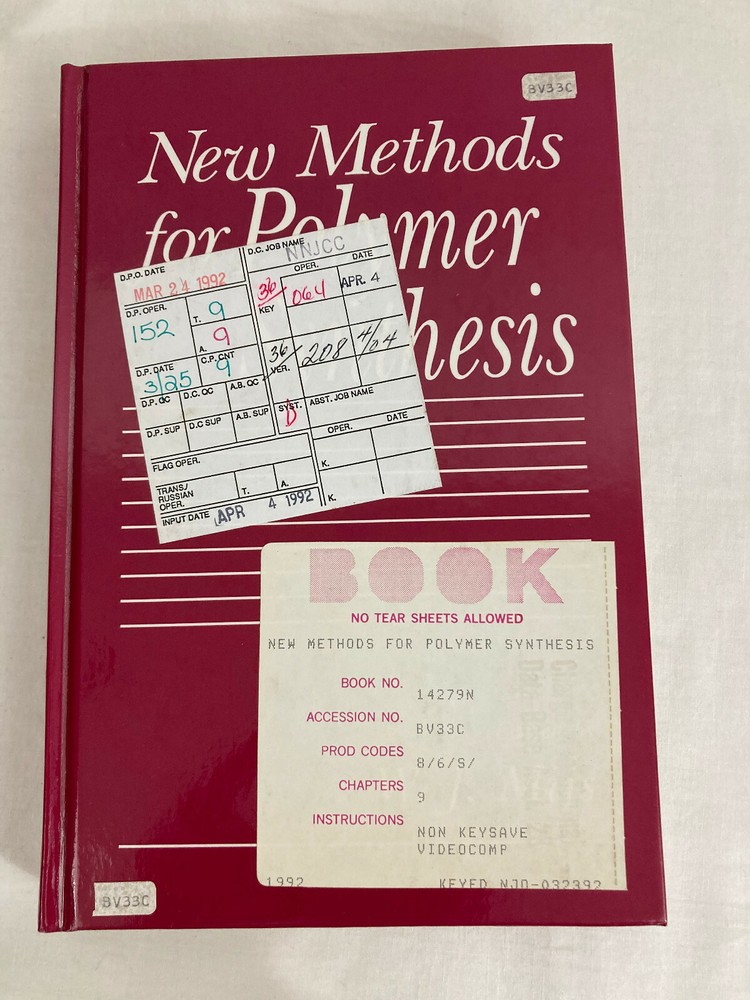 BV33C
New Methods
for Polymer
hesis
D.P.O. DATE
MAR 24 1992
D.C. JOB NAME
NNJCC
OPER.
DATE
D.P. OPER.
152
T. 9
A. 9
KEY
36/
064
APR. 4
D.P. DATE
3/25
C.P. CNT
9
VER.
36/
208
4/04
D.P. QC
D.C. QC
A.B. QC
SYST.
D
ABST. JOB NAME
D.P. SUP
D.C SUP
A.B. SUP
OPER.
DATE
FLAG OPER.
K.
TRANS./
RUSSIAN
OPER.
T.
A.
K.
INPUT DATE
APR 4 1992
BOOK
NO TEAR SHEETS ALLOWED
NEW METHODS FOR POLYMER SYNTHESIS
BOOK NO. 14279N
ACCESSION NO. BV33C
PROD CODES 8/6/S/
CHAPTERS 9
INSTRUCTIONS NON KEYSAVE
VIDEOCOMP
1992 KEYED NJD-032392
BV33C